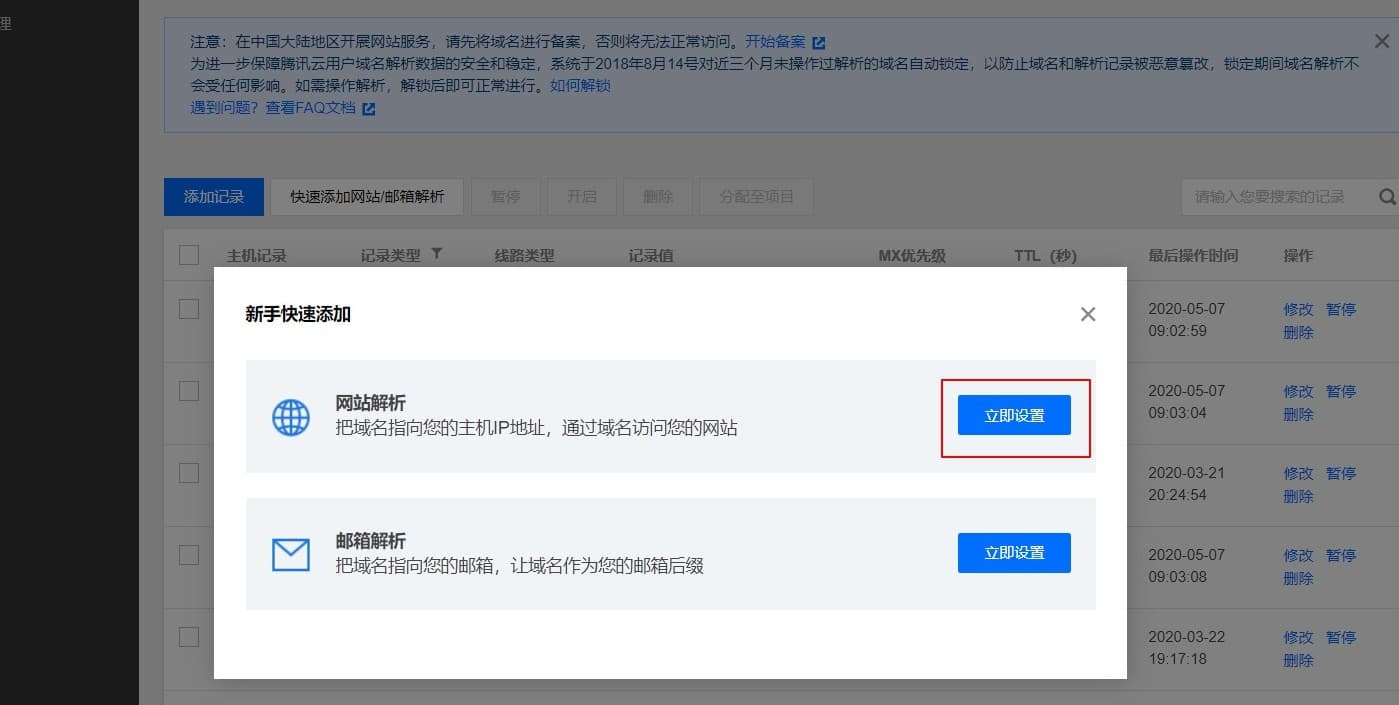 理
注意：在中国大陆地区开展网站服务，请先将域名进行备案，否则将无法正常访问。开始备案
为进一步保障腾讯云用户域名解析数据的安全和稳定，系统于2018年8月14号对近三个月未操作过解析的域名自动锁定，以防止域名和解析记录被恶意篡改，锁定期间域名解析不
会受任何影响。如需操作解析，解锁后即可正常进行。如何解锁
遇到问题？查看FAQ文档
添加记录 快速添加网站/邮箱解析 暂停 开启 删除 分配至项目 请输入您要搜索的记录
主机记录 记录类型 线路类型 记录值 MX优先级 TTL（秒） 最后操作时间 操作
新手快速添加
网站解析
把域名指向您的主机IP地址，通过域名访问您的网站
立即设置
邮箱解析
把域名指向您的邮箱，让域名作为您的邮箱后缀
立即设置
2020-05-07 修改 暂停
09:02:59 删除
2020-05-07 修改 暂停
09:03:04 删除
2020-03-21 修改 暂停
20:24:54 删除
2020-05-07 修改 暂停
09:03:08 删除
2020-03-22 修改 暂停
19:17:18 删除